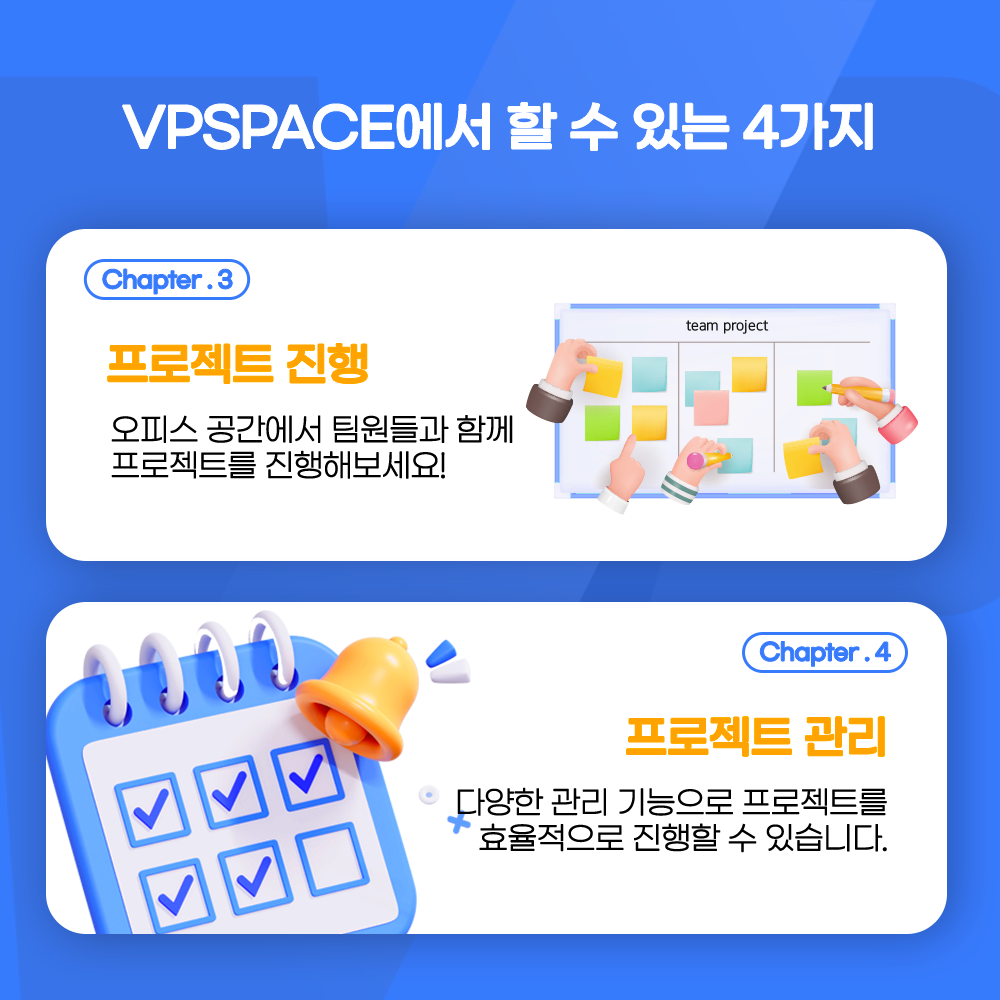 VPSPACE에서 할 수 있는 4가지
Chapter . 3
프로젝트 진행
오피스 공간에서 팀원들과 함께
프로젝트를 진행해보세요!
team project
Chapter . 4
프로젝트 관리
다양한 관리 기능으로 프로젝트를
효율적으로 진행할 수 있습니다.